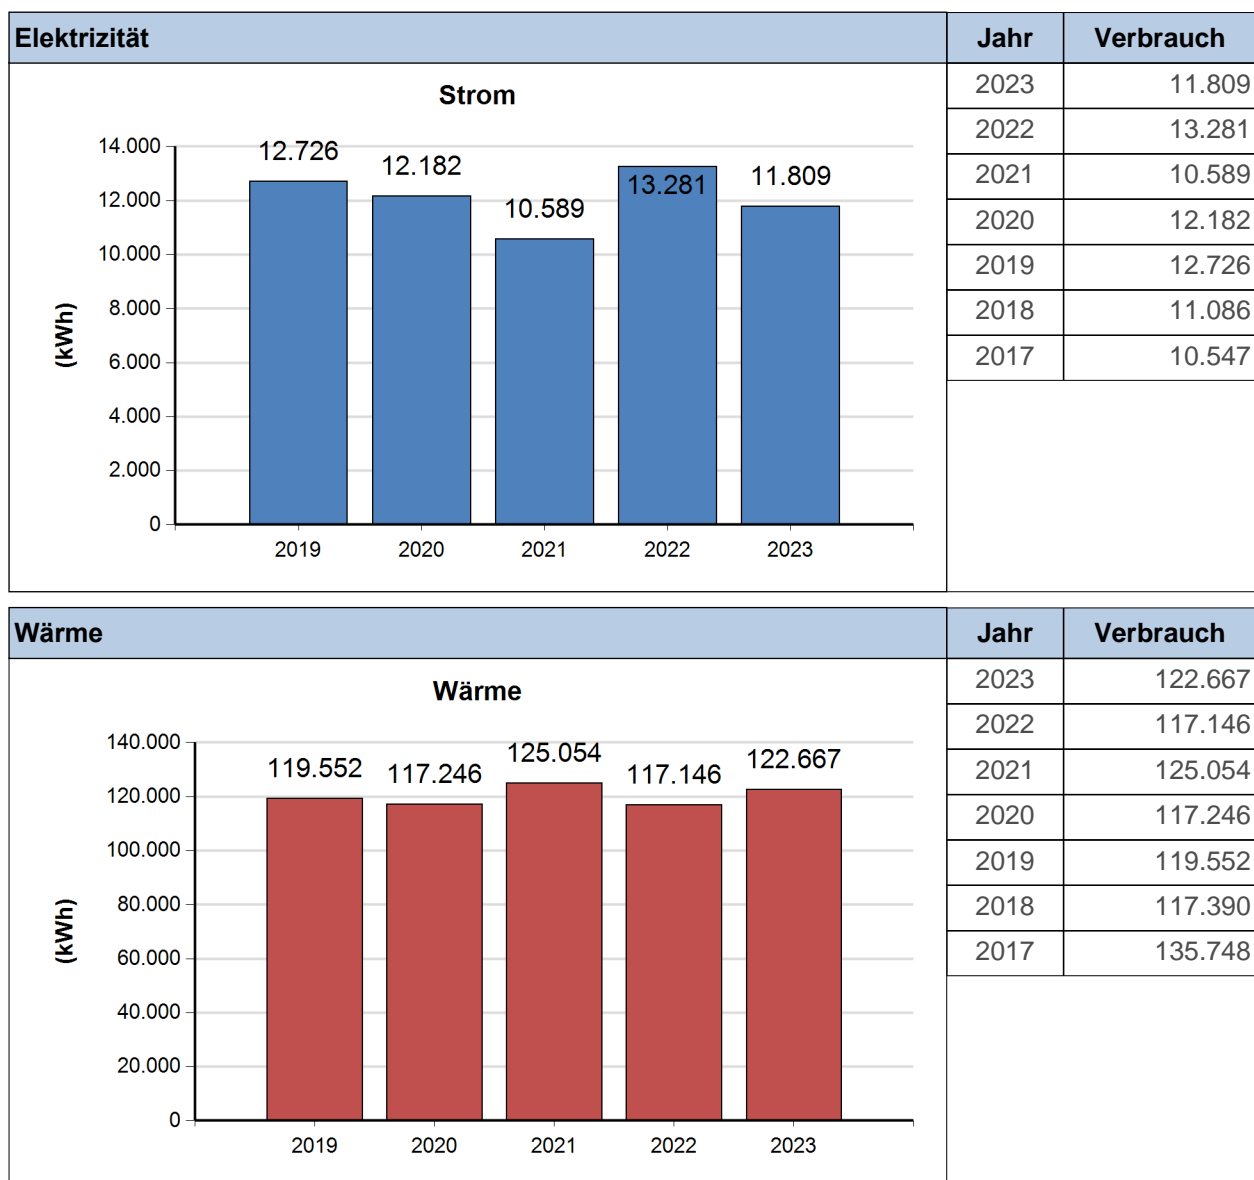 Elektrizität
Jahr Verbrauch
Strom
(kWh)
14.000
12.000
10.000
8.000
6.000
4.000
2.000
0
12.726 12.182 10.589 13.281 11.809
2019 2020 2021 2022 2023
2023 11.809
2022 13.281
2021 10.589
2020 12.182
2019 12.726
2018 11.086
2017 10.547
Wärme
Jahr Verbrauch
Wärme
(kWh)
140.000
120.000
100.000
80.000
60.000
40.000
20.000
0
119.552 117.246 125.054 117.146 122.667
2019 2020 2021 2022 2023
2023 122.667
2022 117.146
2021 125.054
2020 117.246
2019 119.552
2018 117.390
2017 135.748